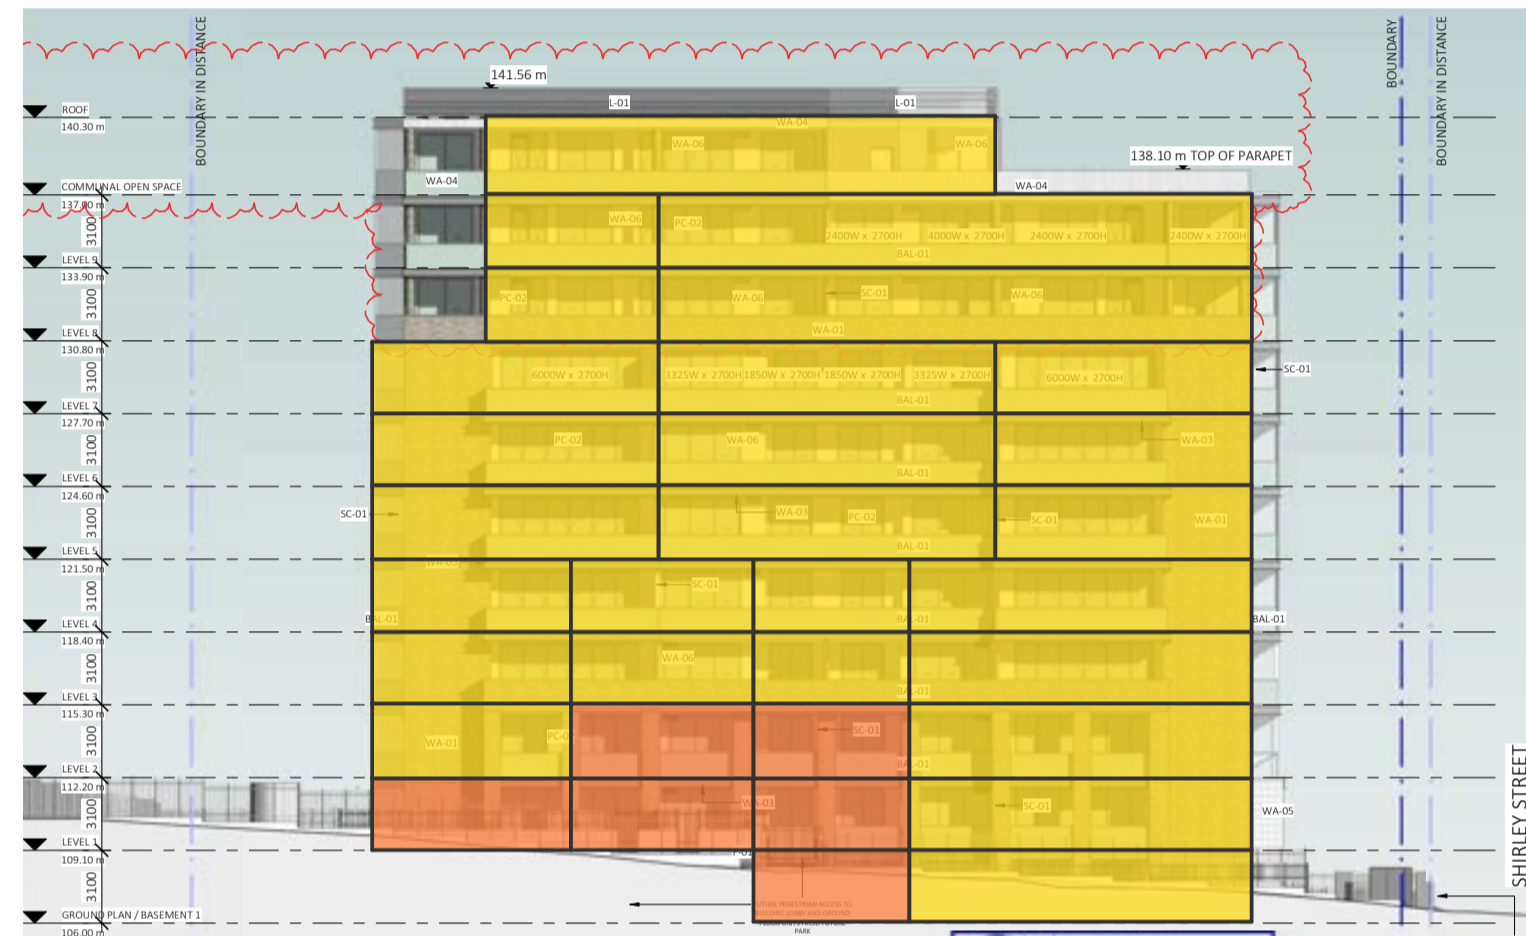 BOUNDARY IN DISTANCE
BOUNDARY
BOUNDARY IN DISTANCE
141.56 m
L-01
L-01
ROOF
140.30 m
WA-04
WA-06
WA-06
138.10 m TOP OF PARAPET
COMMUNAL OPEN SPACE
WA-04
WA-04
137.00 m
3100
WA-06
PC-02
2400W x 2700H
4000W x 2700H
2400W x 2700H
2400W x 2700H
BAL-01
LEVEL 9
133.90 m
3100
PC-02
WA-06
SC-01
WA-06
WA-01
LEVEL 8
130.80 m
3100
6000W x 2700H
3325W x 2700H
1850W x 2700H
1850W x 2700H
3325W x 2700H
6000W x 2700H
SC-01
BAL-01
LEVEL 7
127.70 m
3100
PC-02
WA-06
WA-03
BAL-01
LEVEL 6
124.60 m
3100
SC-01
WA-03
PC-02
SC-01
WA-01
BAL-01
LEVEL 5
121.50 m
3100
SC-01
BAL-01
BAL-01
BAL-01
LEVEL 4
118.40 m
3100
WA-06
BAL-01
LEVEL 3
115.30 m
3100
WA-01
SC-01
BAL-01
LEVEL 2
112.20 m
3100
WA-03
SC-01
WA-05
LEVEL 1
109.10 m
3100
SHIRLEY STREET
FUTURE PEDESTRIAN ACCESS TO
BUILDING LOBBY AND GROUND
PARK
GROUND PLAN / BASEMENT 1
106.00 m